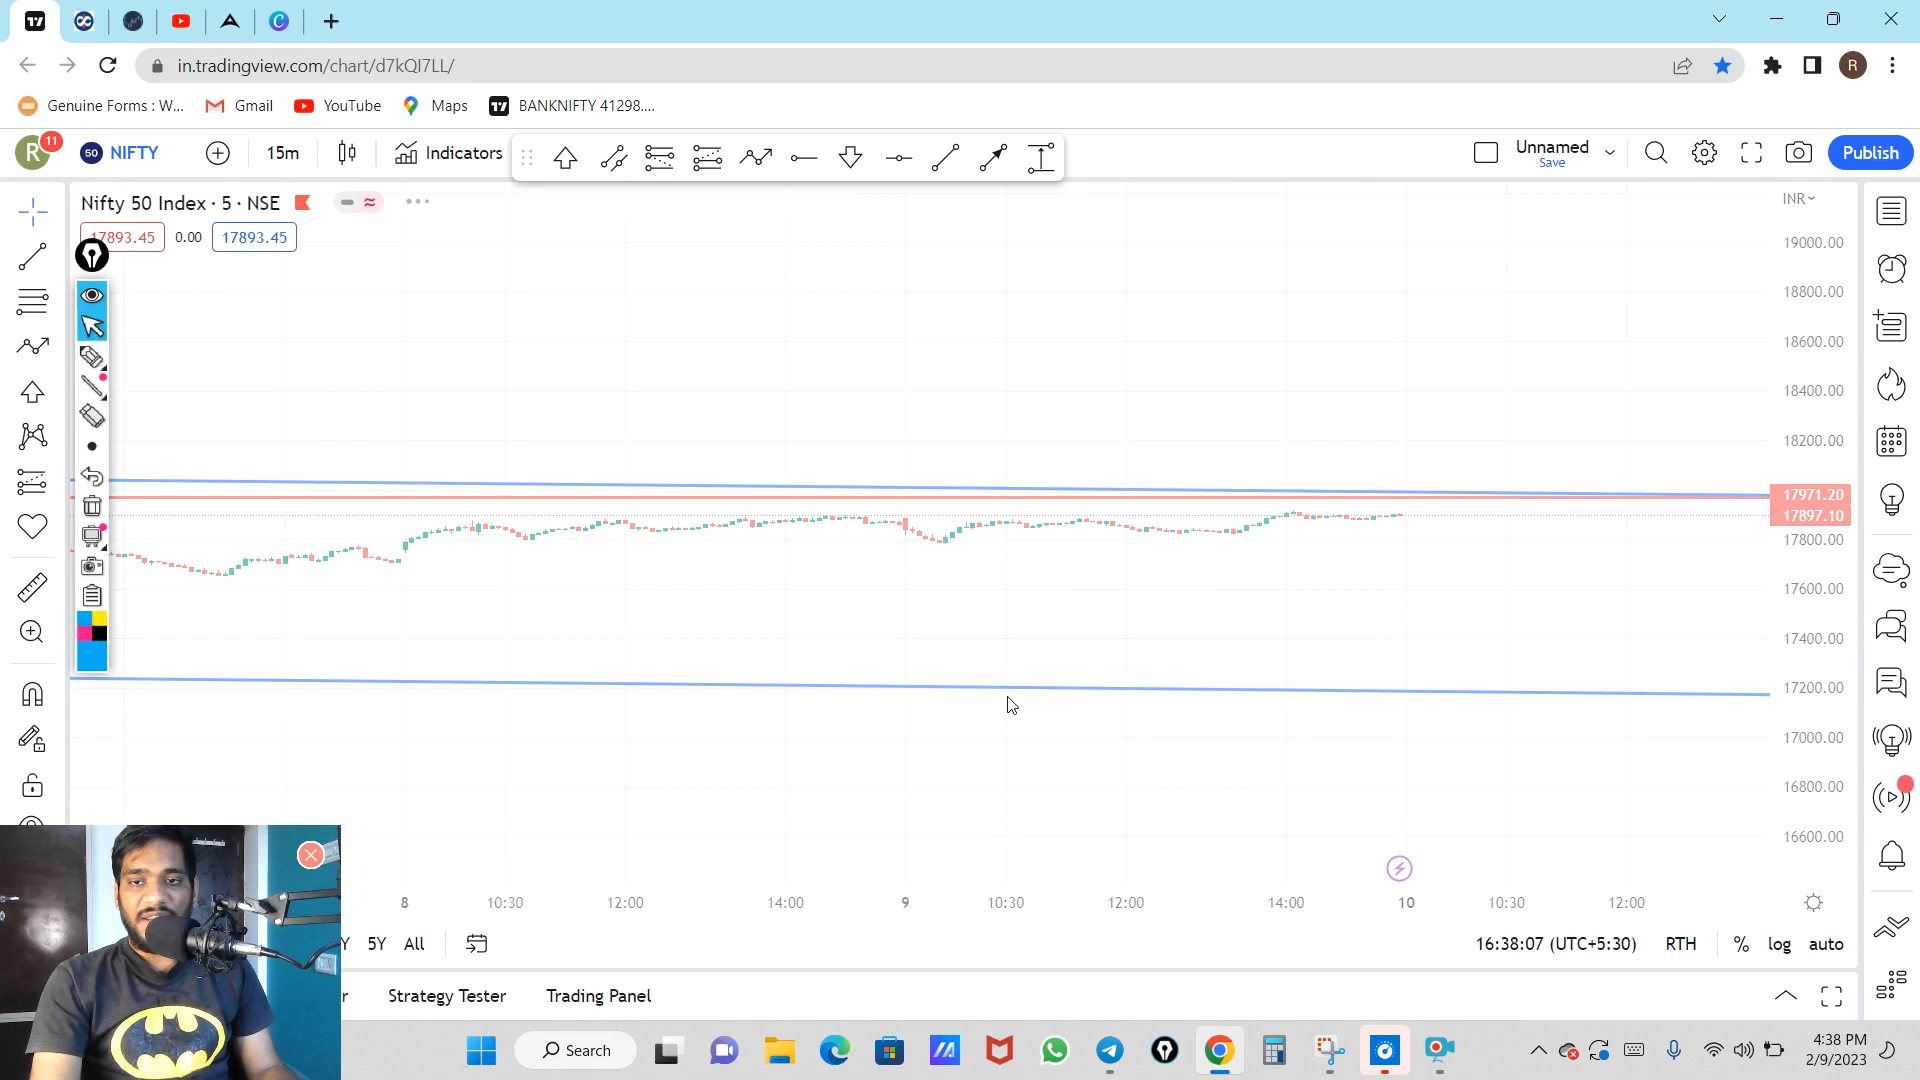 in.tradingview.com/chart/d7kQI7LL/
Genuine Forms : W... Gmail YouTube Maps BANKNIFTY 41298....
R 11 50 NIFTY 15m Indicators Unnamed Save Publish
Nifty 50 Index · 5 · NSE
17893.45 0.00 17893.45
INR
19000.00
18800.00
18600.00
18400.00
18200.00
17971.20
17897.10
17800.00
17600.00
17400.00
17200.00
17000.00
16800.00
16600.00
8 10:30 12:00 14:00 9 10:30 12:00 14:00 10 10:30 12:00
Y 5Y All 16:38:07 (UTC+5:30) RTH % log auto
r Strategy Tester Trading Panel
Search 4:38 PM
2/9/2023